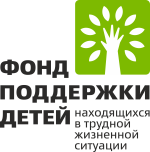 ФОНД
ПОДДЕРЖКИ
ДЕТЕЙ
находящихся
в трудной
жизненной
ситуации